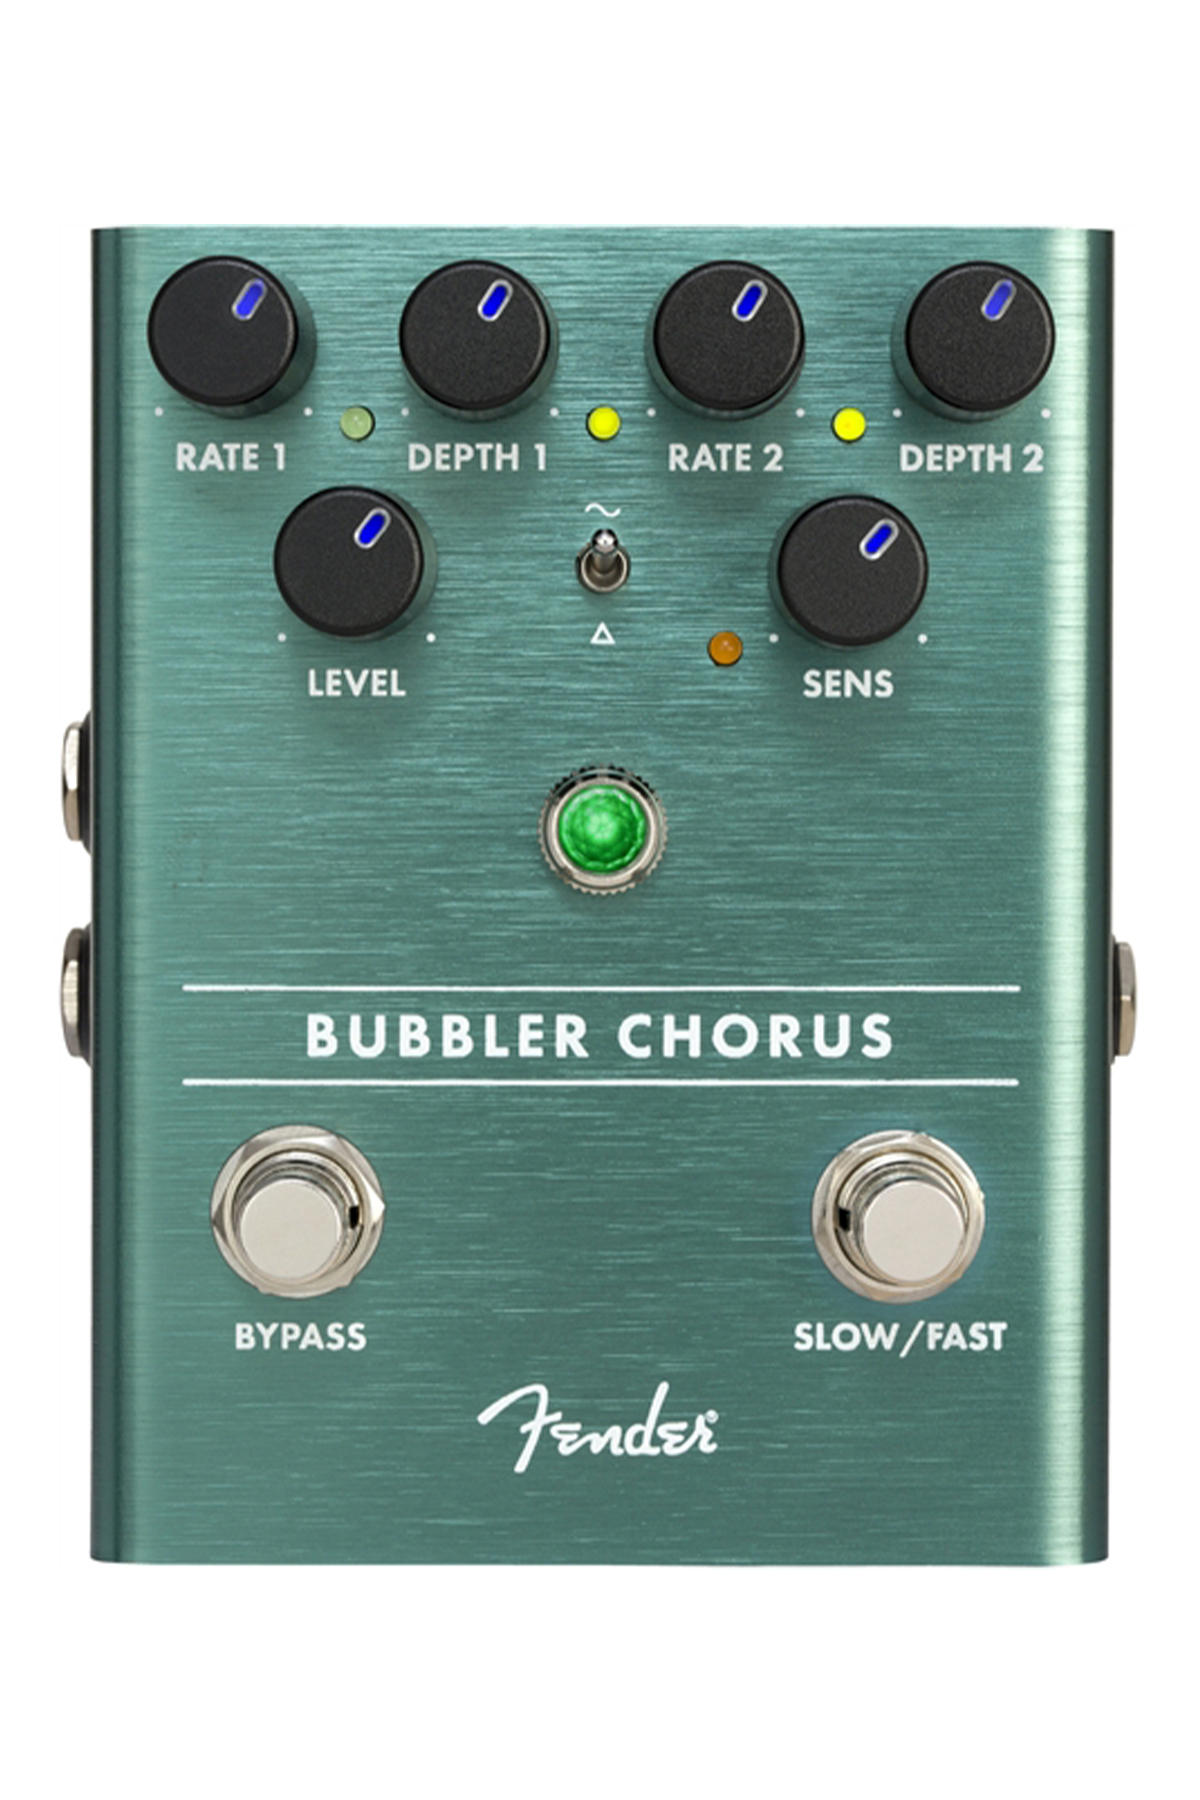 RATE 1 DEPTH 1 RATE 2 DEPTH 2
LEVEL SENS
BUBBLER CHORUS
BYPASS SLOW/FAST
Fender®